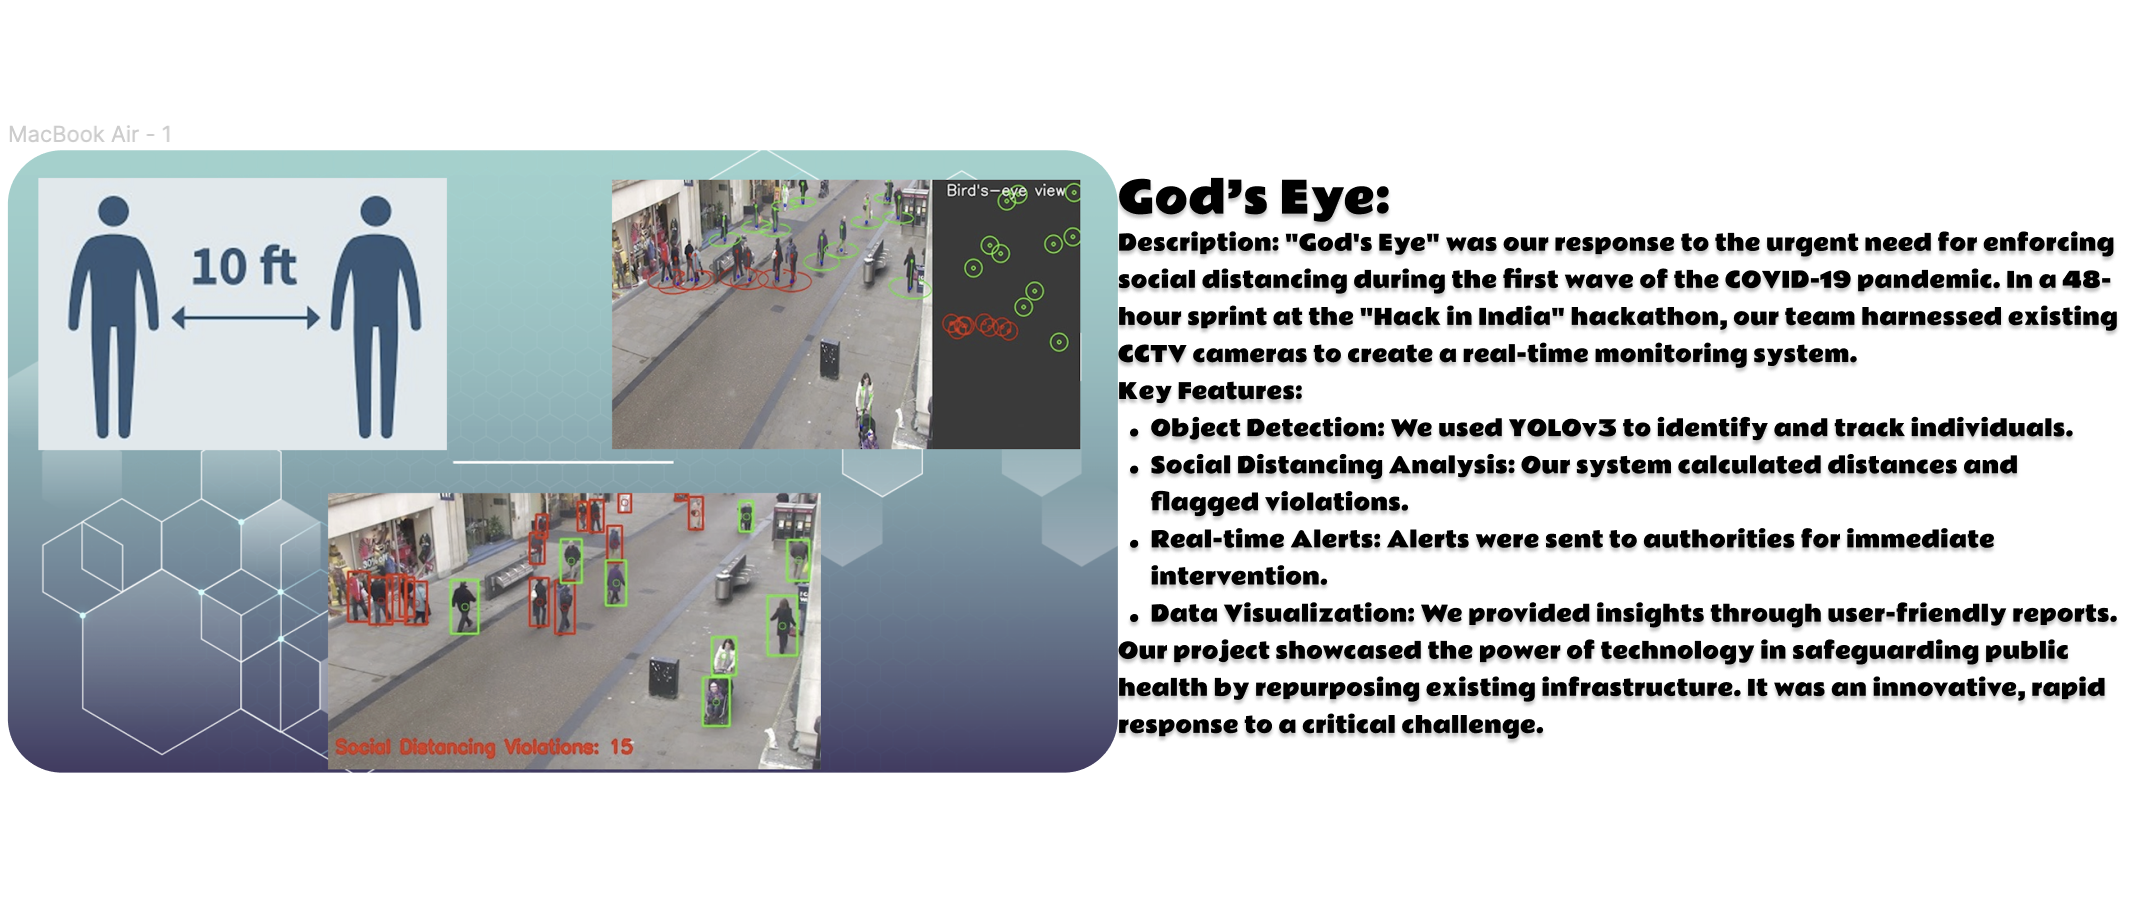 MacBook Air - 1
10 ft
Bird's-eye view
Social Distancing Violations: 15
God's Eye:
Description: "God's Eye" was our response to the urgent need for enforcing
social distancing during the first wave of the COVID-19 pandemic. In a 48-
hour sprint at the "Hack in India" hackathon, our team harnessed existing
CCTV cameras to create a real-time monitoring system.
Key Features:
• Object Detection: We used YOLOv3 to identify and track individuals.
• Social Distancing Analysis: Our system calculated distances and
flagged violations.
• Real-time Alerts: Alerts were sent to authorities for immediate
intervention.
• Data Visualization: We provided insights through user-friendly reports.
Our project showcased the power of technology in safeguarding public
health by repurposing existing infrastructure. It was an innovative, rapid
response to a critical challenge.